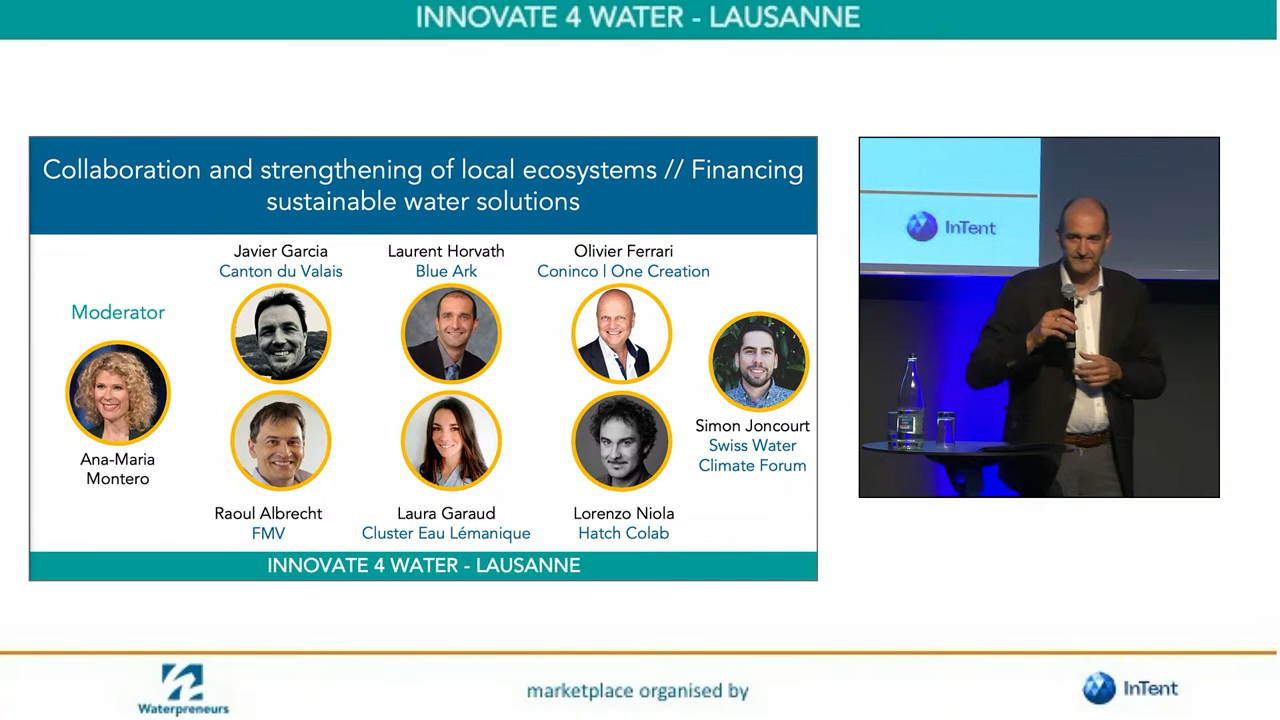 INNOVATE 4 WATER - LAUSANNE
Collaboration and strengthening of local ecosystems // Financing
sustainable water solutions
Moderator
Ana-Maria
Montero
Javier Garcia
Canton du Valais
Laurent Horvath
Blue Ark
Olivier Ferrari
Coninco | One Creation
Raoul Albrecht
FMV
Laura Garaud
Cluster Eau Lémanique
Lorenzo Niola
Hatch Colab
Simon Joncourt
Swiss Water
Climate Forum
INNOVATE 4 WATER - LAUSANNE
InTent
Waterpreneurs
marketplace organised by
InTent